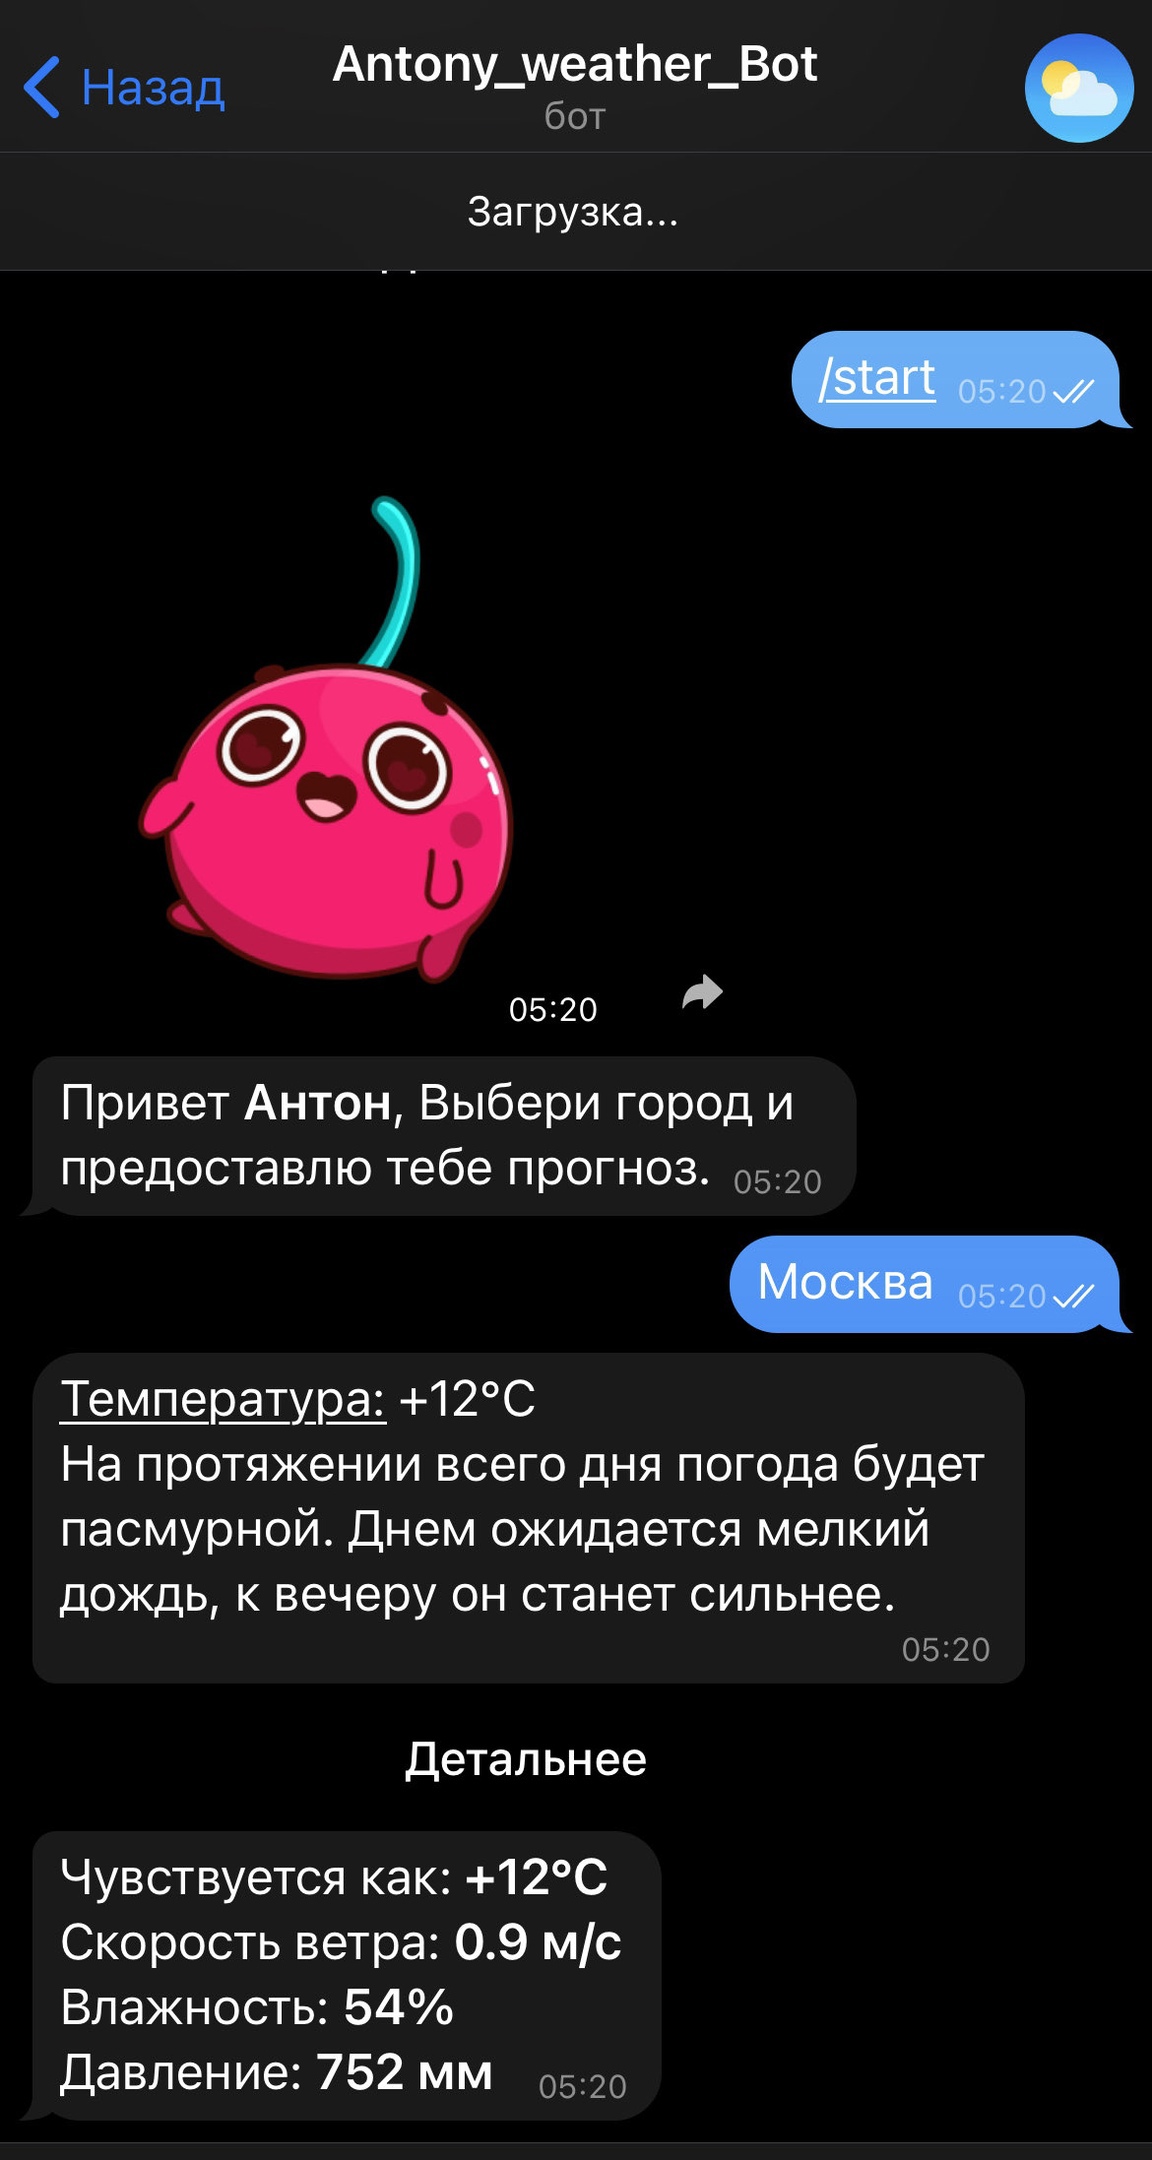 Назад
Antony_weather_Bot
бот
Загрузка...
/start 05:20
05:20
Привет Антон, Выбери город и
предоставлю тебе прогноз. 05:20
Москва 05:20
Температура: +12°C
На протяжении всего дня погода будет
пасмурной. Днем ожидается мелкий
дождь, к вечеру он станет сильнее.
05:20
Детальнее
Чувствуется как: +12°C
Скорость ветра: 0.9 м/с
Влажность: 54%
Давление: 752 мм 05:20